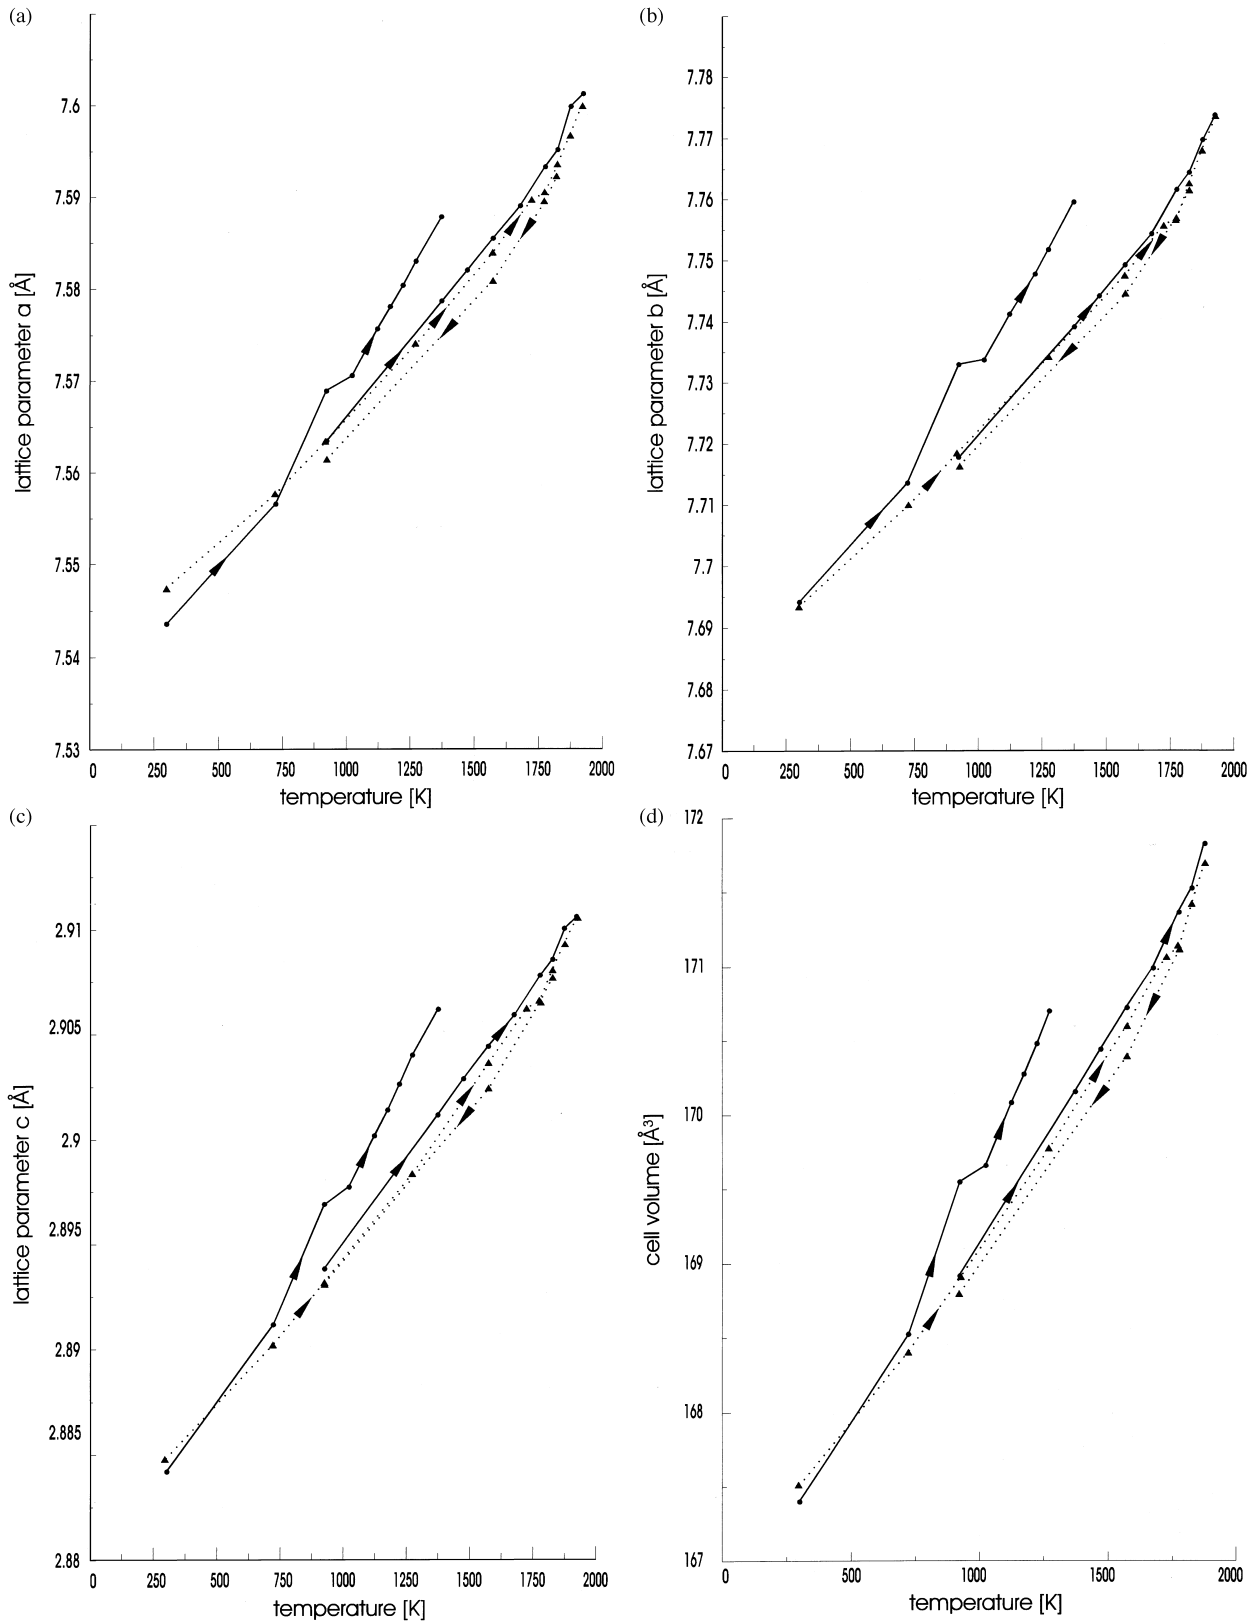 (a)
7.6
7.59
7.58
7.57
7.56
7.55
7.54
7.53
lattice parameter a [Å]
0 250 500 750 1000 1250 1500 1750 2000
temperature [K]
(b)
7.78
7.77
7.76
7.75
7.74
7.73
7.72
7.71
7.7
7.69
7.68
7.67
lattice parameter b [Å]
0 250 500 750 1000 1250 1500 1750 2000
temperature [K]
(c)
2.91
2.905
2.9
2.895
2.89
2.885
2.88
lattice parameter c [Å]
0 250 500 750 1000 1250 1500 1750 2000
temperature [K]
(d)
172
171
170
169
168
167
cell volume [Å³]
0 500 1000 1500 2000
temperature [K]